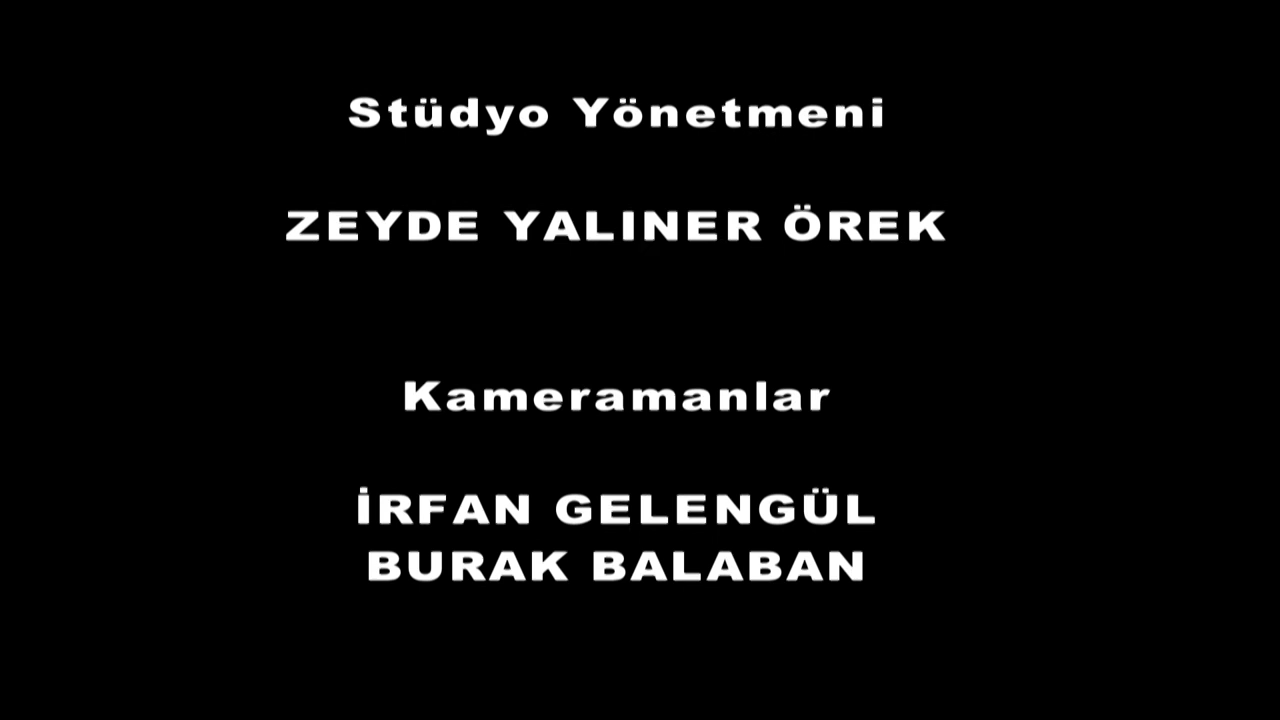 Stüdyo Yönetmeni
ZEYDE YALINER ÖREK
Kameramanlar
İRFAN GELENGÜL
BURAK BALABAN